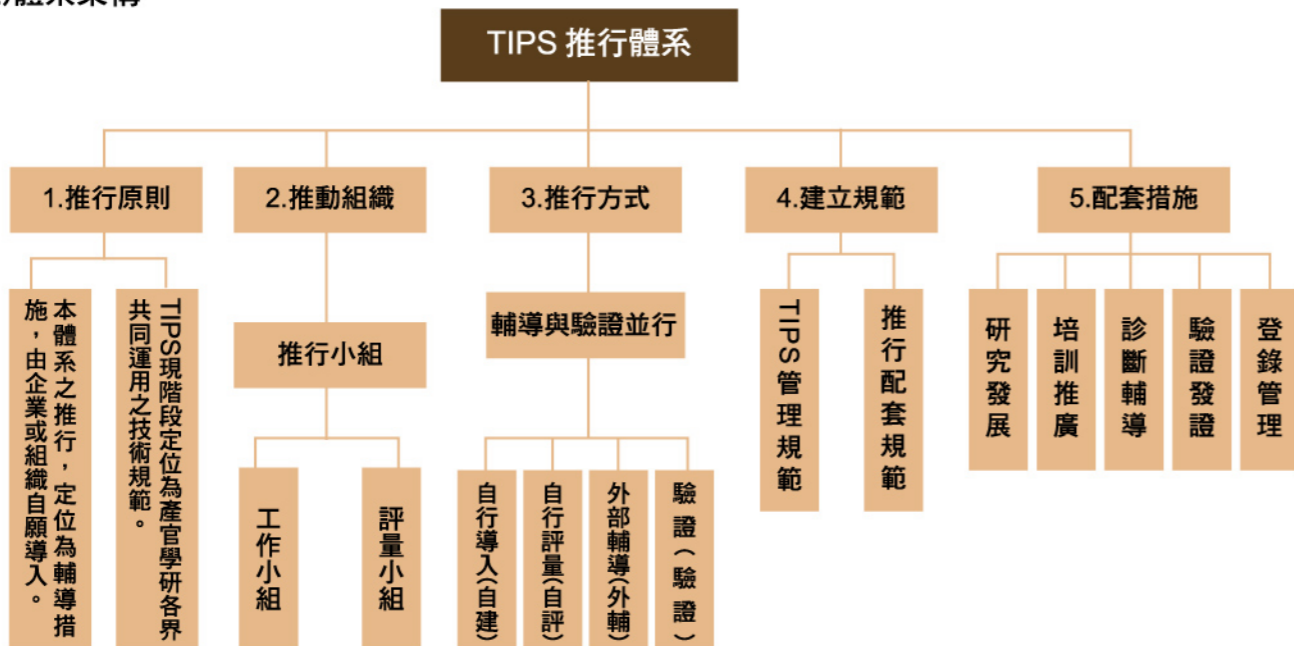 TIPS 推行體系
1.推行原則
2.推動組織
3.推行方式
4.建立規範
5.配套措施
本體系之推行，定位為輔導措
施，由企業或組織自願導入。
TIPS現階段定位為產官學研各界
共同運用之技術規範。
推行小組
工作小組
評量小組
輔導與驗證並行
自行導入(自建)
自行評量(自評)
外部輔導(外輔)
驗證(驗證)
TIPS管理規範
推行配套規範
研究發展
培訓推廣
診斷輔導
驗證發證
登錄管理